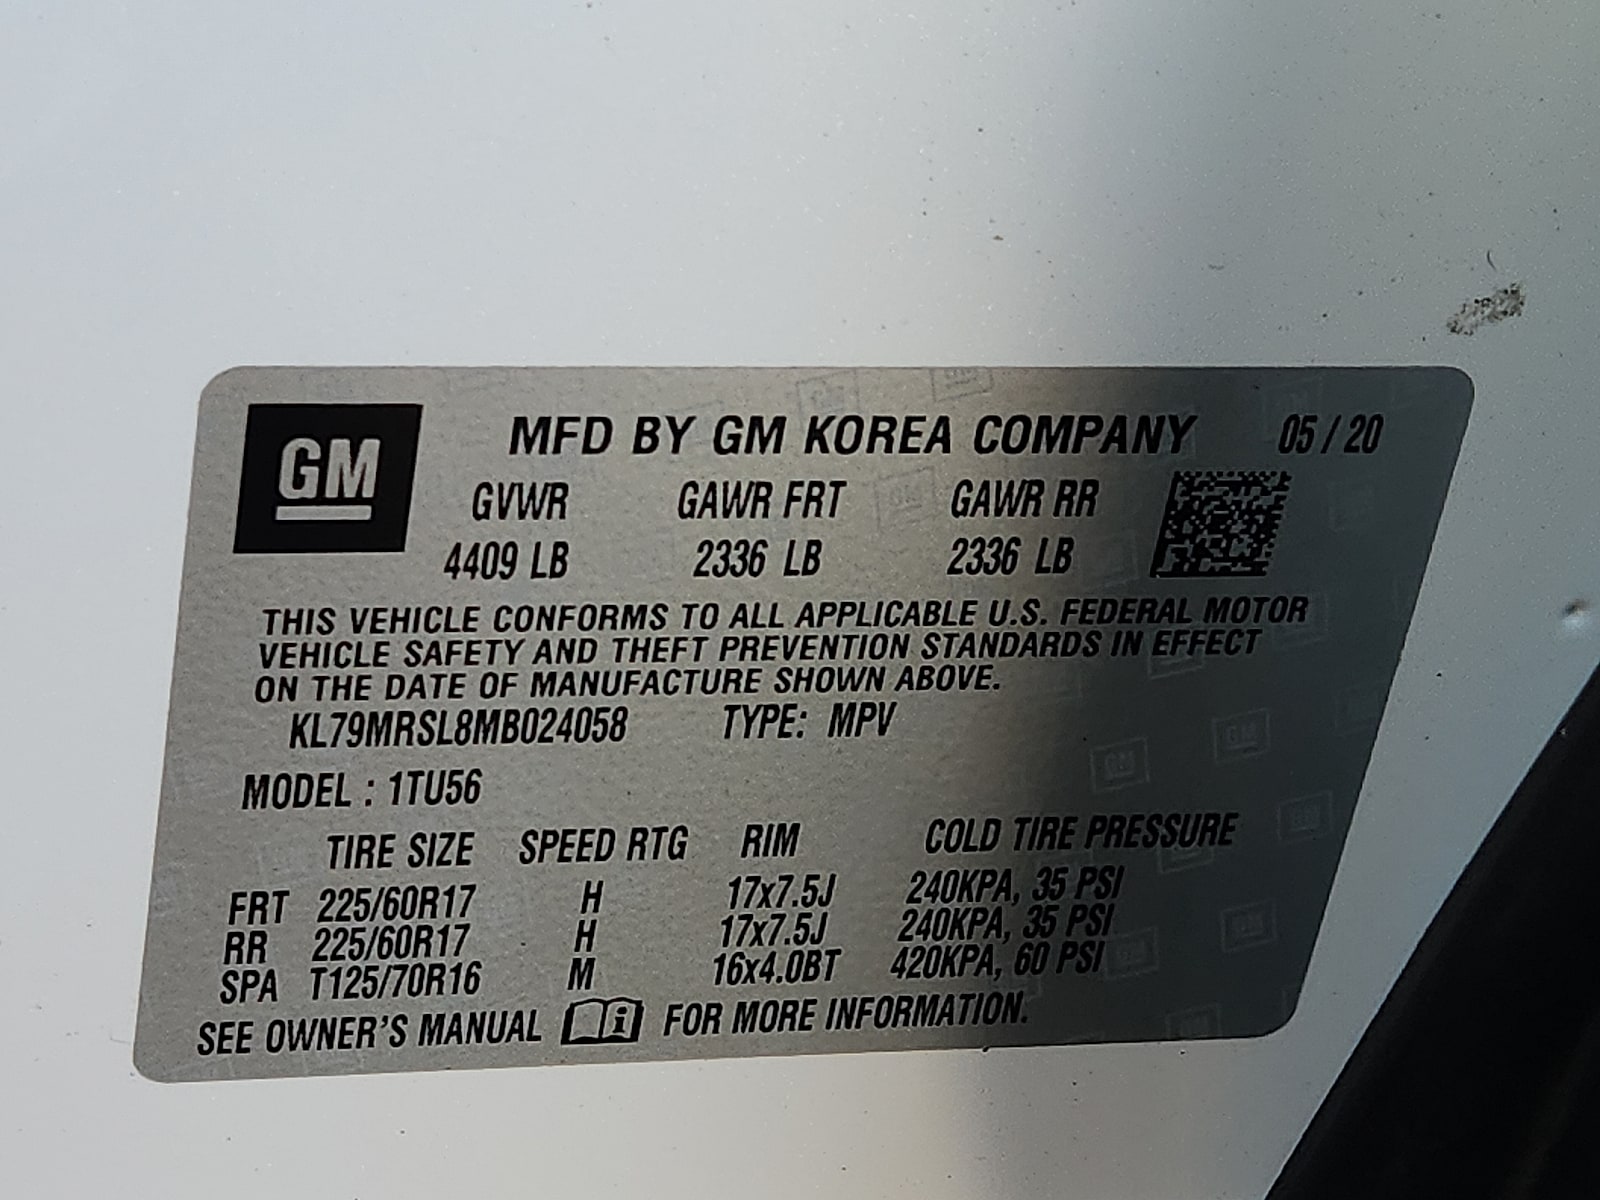 GM
MFD BY GM KOREA COMPANY 05/20
GVWR GAWR FRT GAWR RR
4409 LB 2336 LB 2336 LB
THIS VEHICLE CONFORMS TO ALL APPLICABLE U.S. FEDERAL MOTOR
VEHICLE SAFETY AND THEFT PREVENTION STANDARDS IN EFFECT
ON THE DATE OF MANUFACTURE SHOWN ABOVE.
KL79MRSL8MB024058 TYPE: MPV
MODEL : 1TU56
TIRE SIZE SPEED RTG RIM COLD TIRE PRESSURE
FRT 225/60R17 H 17x7.5J 240KPA, 35 PSI
RR 225/60R17 H 17x7.5J 240KPA, 35 PSI
SPA T125/70R16 M 16x4.0BT 420KPA, 60 PSI
SEE OWNER'S MANUAL i FOR MORE INFORMATION.